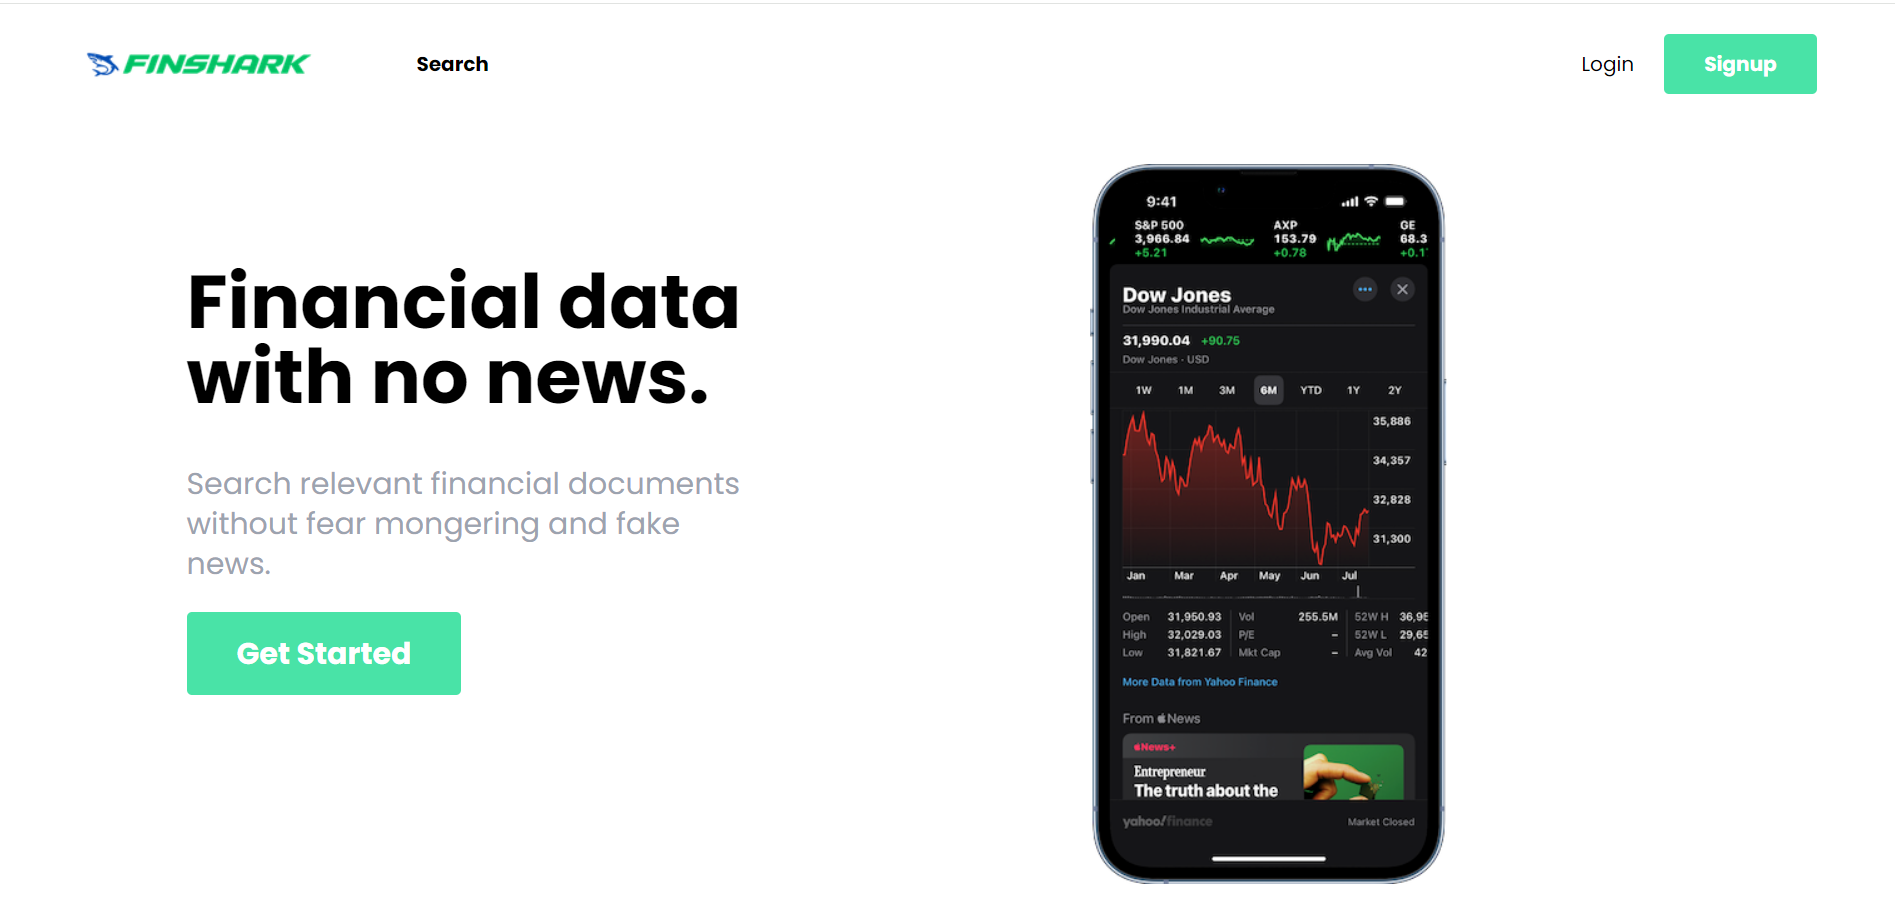 FINSHARK
Search
Login
Signup
Financial data
with no news.
Search relevant financial documents
without fear mongering and fake
news.
Get Started
9:41
S&P 500 AXP GE
3,966.84 153.79 68.3
+5.21 +0.78 +0.1
Dow Jones
Dow Jones Industrial Average
31,990.04 +90.75
Dow Jones · USD
1W 1M 3M 6M YTD 1Y 2Y
35,886
34,357
32,828
31,300
Jan Mar Apr May Jun Jul
Open 31,950.93 Vol 255.5M 52W H 36,95
High 32,029.03 P/E – 52W L 29,65
Low 31,821.67 Mkt Cap – Avg Vol 42
More Data from Yahoo Finance
From News
News+
Entrepreneur
The truth about the
yahoo!finance Market Closed